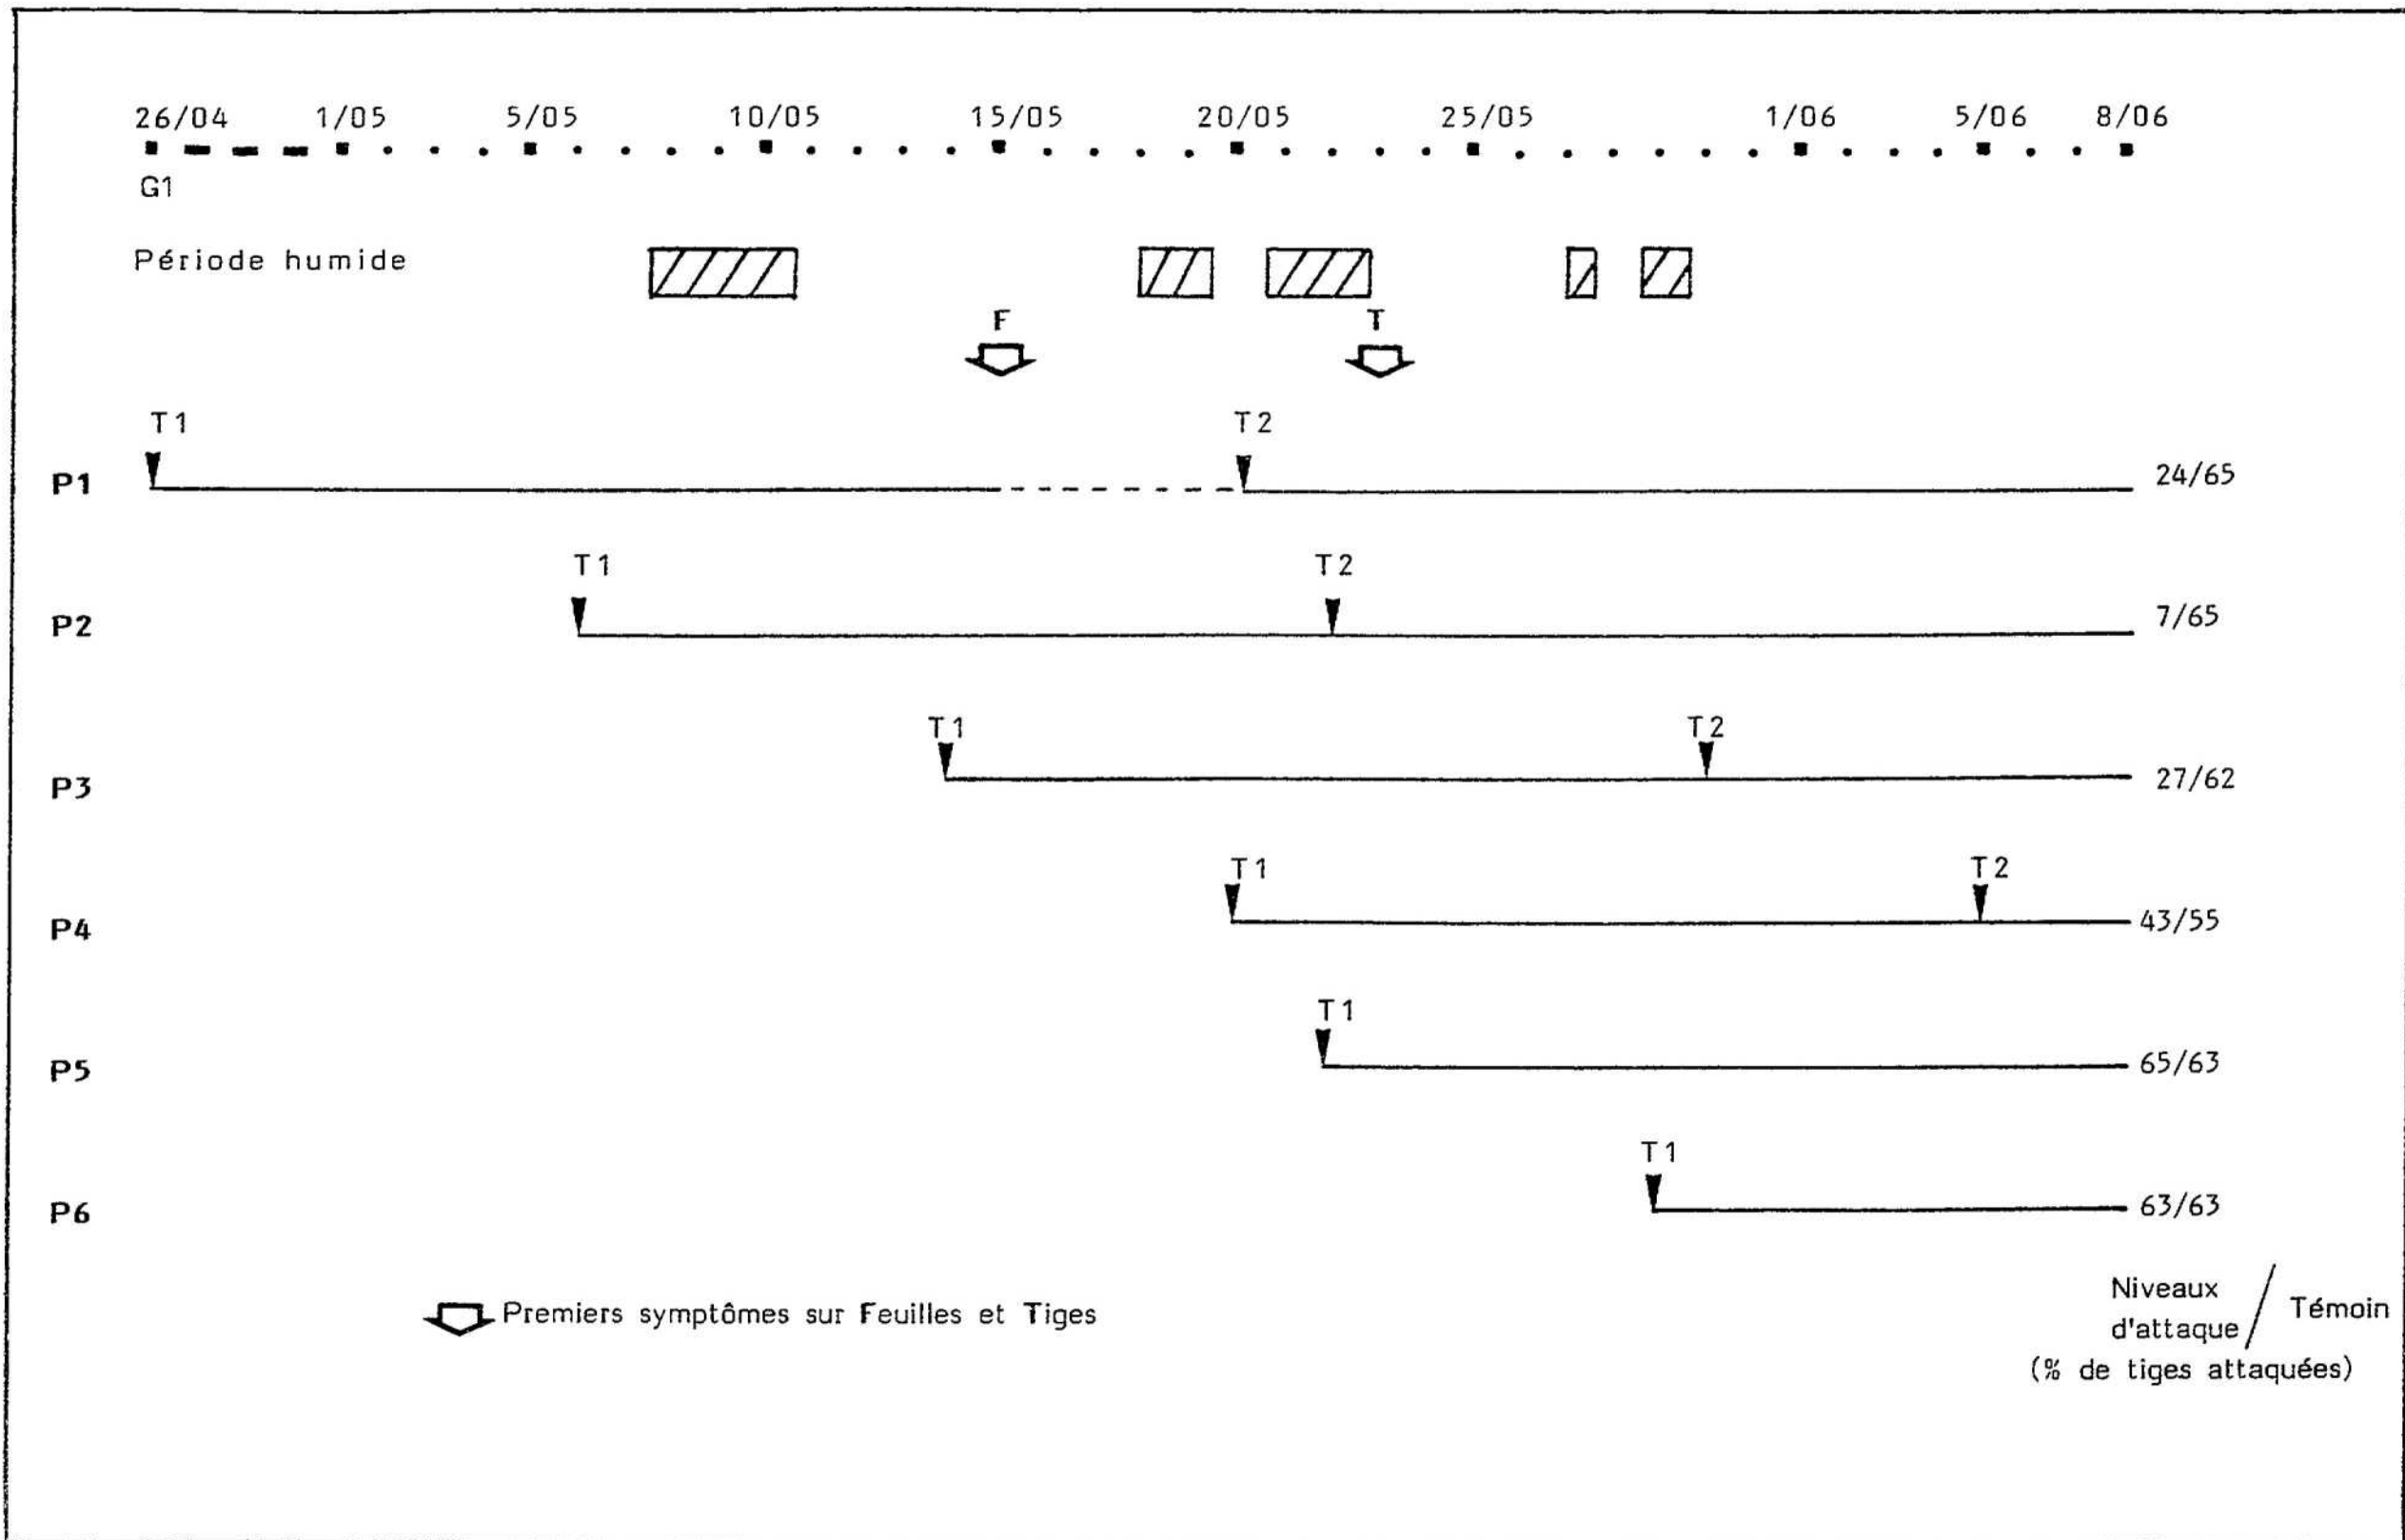 26/04 1/05 5/05 10/05 15/05 20/05 25/05 1/06 5/06 8/06
G1
Période humide
F T
T1 T2
P1 24/65
T1 T2
P2 7/65
T1 T2
P3 27/62
T1 T2
P4 43/55
T1
P5 65/63
T1
P6 63/63
Premiers symptômes sur Feuilles et Tiges
Niveaux
d'attaque / Témoin
(% de tiges attaquées)